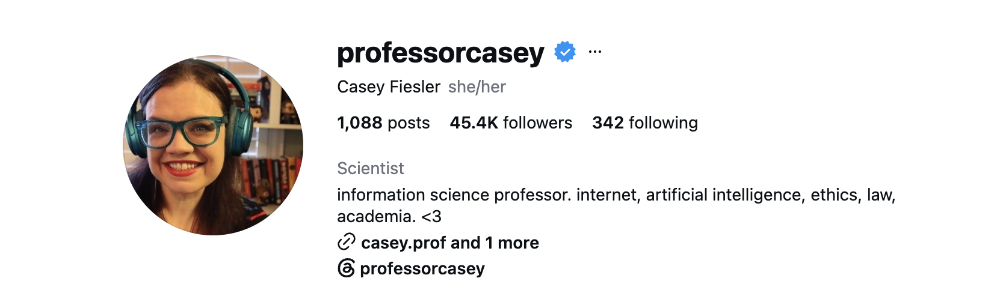 professorcasey
Casey Fiesler she/her
1,088 posts 45.4K followers 342 following
Scientist
information science professor. internet, artificial intelligence, ethics, law,
academia. <3
casey.prof and 1 more
professorcasey